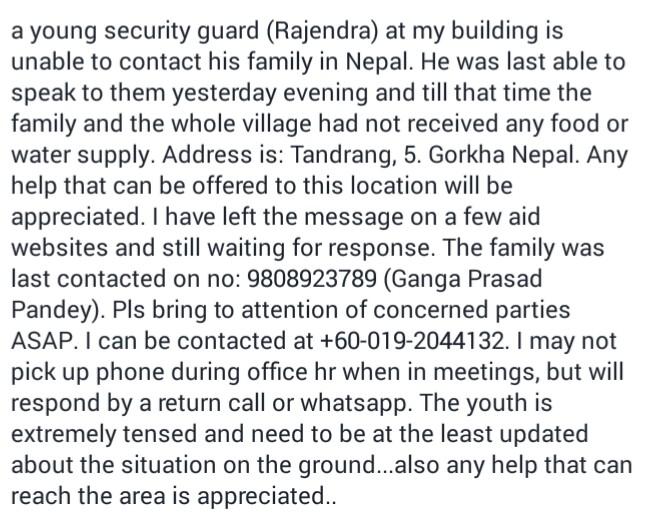 a young security guard (Rajendra) at my building is
unable to contact his family in Nepal. He was last able to
speak to them yesterday evening and till that time the
family and the whole village had not received any food or
water supply. Address is: Tandrang, 5. Gorkha Nepal. Any
help that can be offered to this location will be
appreciated. I have left the message on a few aid
websites and still waiting for response. The family was
last contacted on no: 9808923789 (Ganga Prasad
Pandey). Pls bring to attention of concerned parties
ASAP. I can be contacted at +60-019-2044132. I may not
pick up phone during office hr when in meetings, but will
respond by a return call or whatsapp. The youth is
extremely tensed and need to be at the least updated
about the situation on the ground...also any help that can
reach the area is appreciated..